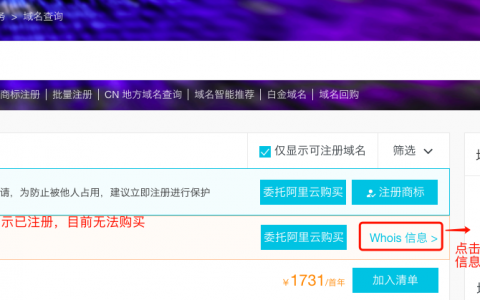 务 > 域名查询
商标注册 | 批量注册 | CN 地方域名查询 | 域名智能推荐 | 白金域名 | 域名回购
仅显示可注册域名 筛选
请，为防止被他人占用，建议立即注册进行保护 委托阿里云购买 注册商标
示已注册，目前无法购买
委托阿里云购买 Whois 信息 >
点击
信息
¥1731/首年 加入清单